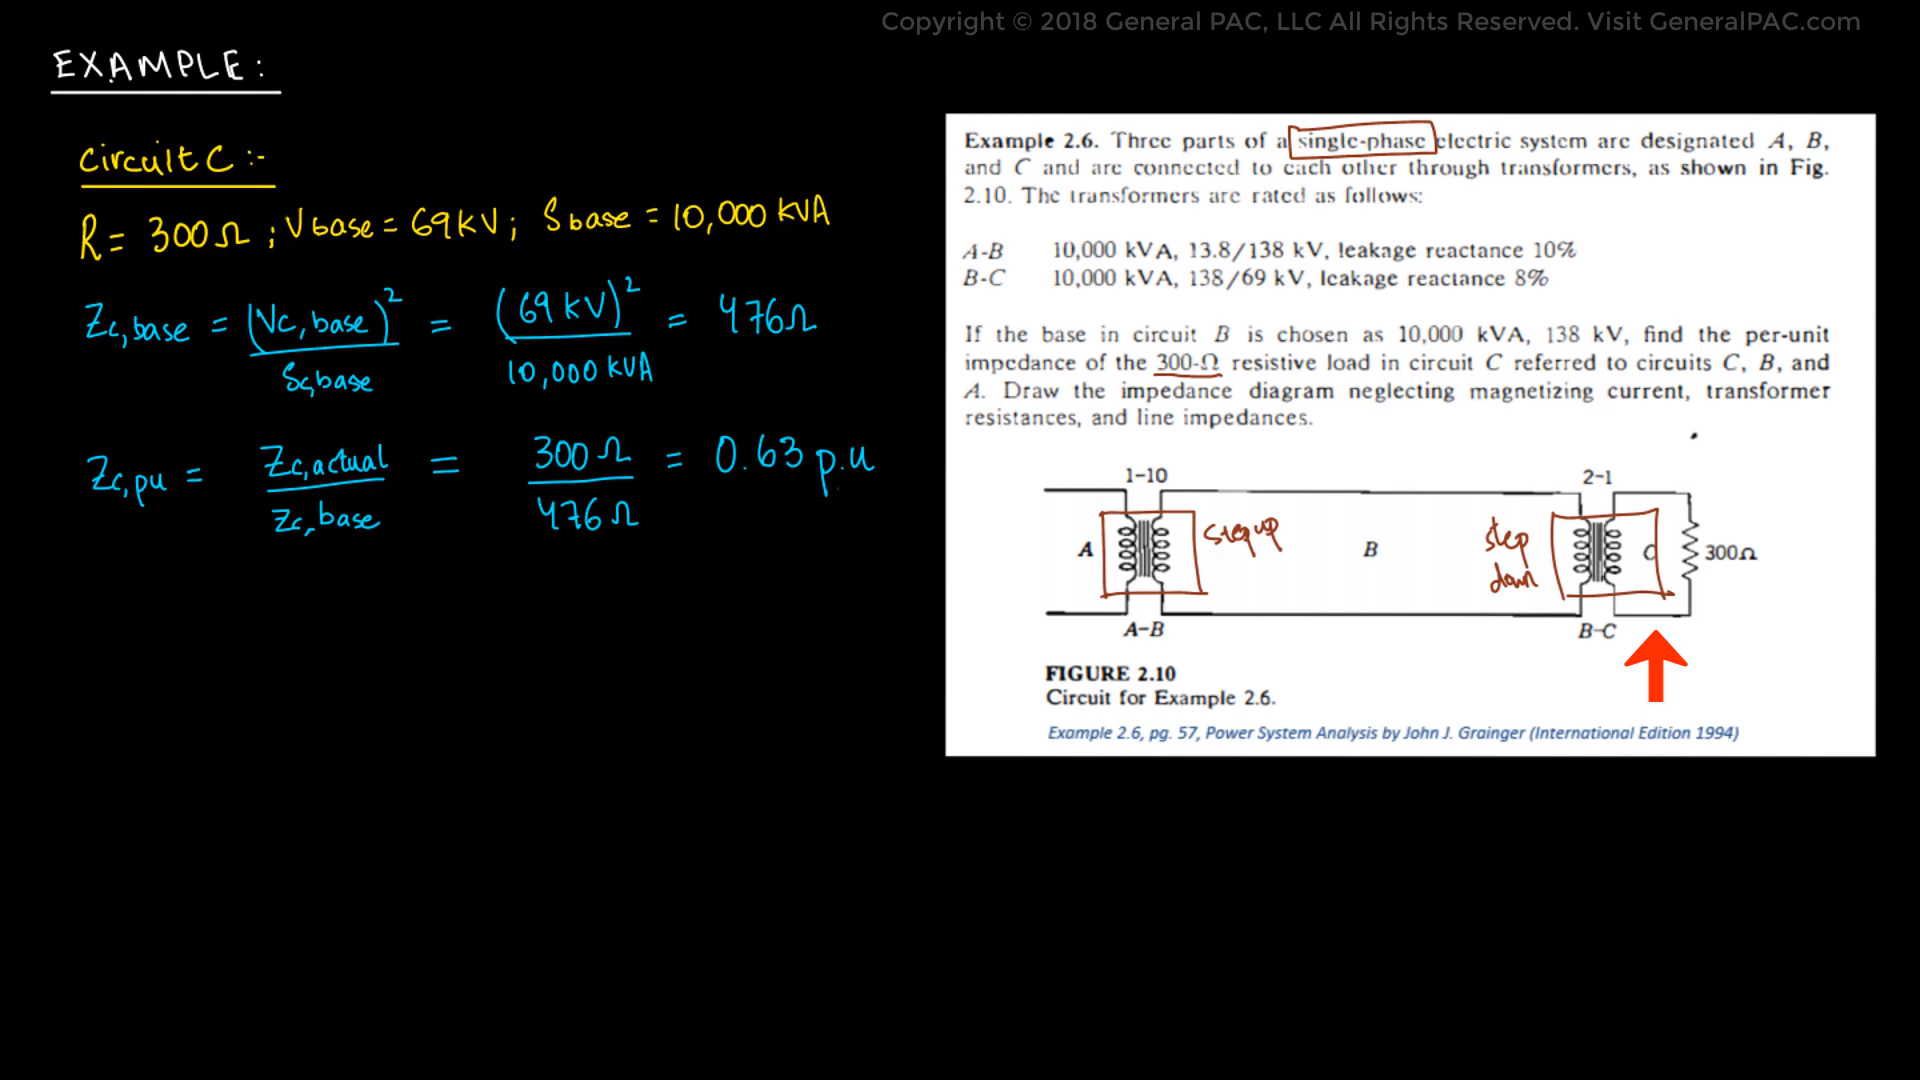 Copyright © 2018 General PAC, LLC All Rights Reserved. Visit GeneralPAC.com
EXAMPLE:
Circuit C :-
R = 300Ω ; Vbase = 69kV ; Sbase = 10,000 kVA
Zc,base = (Vc,base)² / Sc,base = (69 kV)² / 10,000 kVA = 476Ω
Zc,pu = Zc,actual / Zc,base = 300 Ω / 476 Ω = 0.63 p.u
Example 2.6. Three parts of a single-phase electric system are designated A, B,
and C and are connected to each other through transformers, as shown in Fig.
2.10. The transformers are rated as follows:
A-B 10,000 kVA, 13.8/138 kV, leakage reactance 10%
B-C 10,000 kVA, 138/69 kV, leakage reactance 8%
If the base in circuit B is chosen as 10,000 kVA, 138 kV, find the per-unit
impedance of the 300-Ω resistive load in circuit C referred to circuits C, B, and
A. Draw the impedance diagram neglecting magnetizing current, transformer
resistances, and line impedances.
1-10
2-1
A
step up
B
step
down
C
300Ω
A-B
B-C
FIGURE 2.10
Circuit for Example 2.6.
Example 2.6, pg. 57, Power System Analysis by John J. Grainger (International Edition 1994)